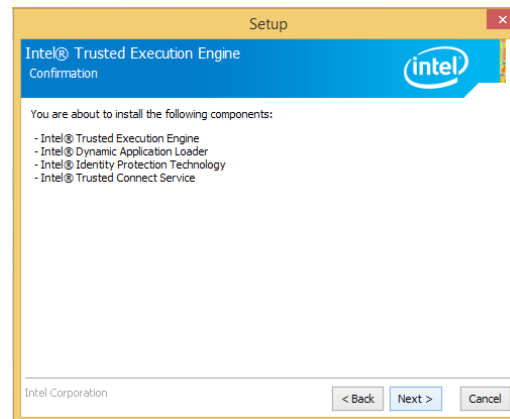 Setup
Intel® Trusted Execution Engine
Confirmation
intel
You are about to install the following components:
- Intel® Trusted Execution Engine
- Intel® Dynamic Application Loader
- Intel® Identity Protection Technology
- Intel® Trusted Connect Service
Intel Corporation
< Back Next > Cancel